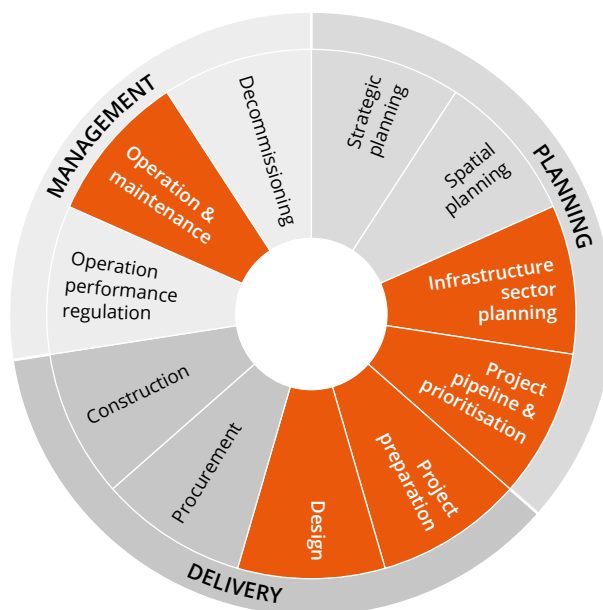 PLANNING
Strategic
planning
Spatial
planning
Infrastructure
sector
planning
Project
pipeline &
prioritisation
DELIVERY
Project
preparation
Design
Procurement
Construction
MANAGEMENT
Operation
performance
regulation
Operation &
maintenance
Decommissioning